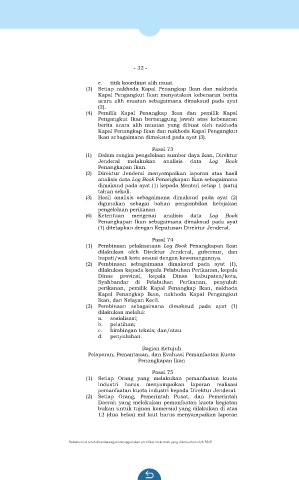 - 32 -
e. titik koordinat alih muat.
(3) Setiap nakhoda Kapal Penangkap Ikan dan nakhoda
Kapal Pengangkut Ikan menyatakan kebenaran berita
acara alih muatan sebagaimana dimaksud pada ayat
(2).
(4) Pemilik Kapal Penangkap Ikan dan pemilik Kapal
Pengangkut Ikan bertanggung jawab atas kebenaran
berita acara alih muatan yang dibuat oleh nakhoda
Kapal Penangkap Ikan dan nakhoda Kapal Pengangkut
Ikan sebagaimana dimaksud pada ayat (3).
Pasal 73
(1) Dalam rangka pengelolaan sumber daya ikan, Direktur
Jenderal melakukan analisis data Log Book
Penangkapan Ikan.
(2) Direktur Jenderal menyampaikan laporan atas hasil
analisis data Log Book Penangkapan Ikan sebagaimana
dimaksud pada ayat (1) kepada Menteri setiap 1 (satu)
tahun sekali.
(3) Hasil analisis sebagaimana dimaksud pada ayat (2)
digunakan sebagai bahan pengambilan kebijakan
pengelolaan perikanan.
(4) Ketentuan mengenai analisis data Log Book
Penangkapan Ikan sebagaimana dimaksud pada ayat
(1) ditetapkan dengan Keputusan Direktur Jenderal.
Pasal 74
(1) Pembinaan pelaksanaan Log Book Penangkapan Ikan
dilakukan oleh Direktur Jenderal, gubernur, dan
bupati/wali kota sesuai dengan kewenangannya.
(2) Pembinaan sebagaimana dimaksud pada ayat (1),
dilakukan kepada kepala Pelabuhan Perikanan, kepala
Dinas provinsi, kepala Dinas kabupaten/kota,
Syahbandar di Pelabuhan Perikanan, penyuluh
perikanan, pemilik Kapal Penangkap Ikan, nakhoda
Kapal Penangkap Ikan, nakhoda Kapal Pengangkut
Ikan, dan Nelayan Kecil.
(3) Pembinaan sebagaimana dimaksud pada ayat (1)
dilakukan melalui:
a. sosialisasi;
b. pelatihan;
c. bimbingan teknis; dan/atau
d. penyuluhan.
Bagian Ketujuh
Pelaporan, Pemantauan, dan Evaluasi Pemanfaatan Kuota
Penangkapan Ikan
Pasal 75
(1) Setiap Orang yang melakukan pemanfaatan kuota
industri harus menyampaikan laporan realisasi
pemanfaatan kuota industri kepada Direktur Jenderal.
(2) Setiap Orang, Pemerintah Pusat, dan Pemerintah
Daerah yang melakukan pemanfaatan kuota kegiatan
bukan untuk tujuan komersial yang dilakukan di atas
12 (dua belas) mil laut harus menyampaikan laporan